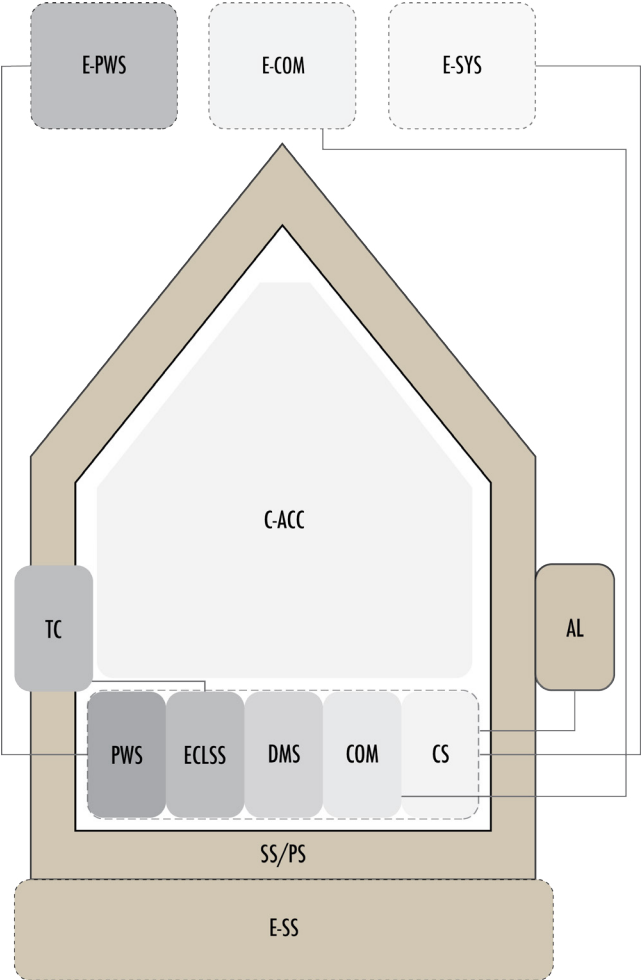 E-PWS
E-COM
E-SYS
C-ACC
TC
AL
PWS
ECLSS
DMS
COM
CS
SS/PS
E-SS